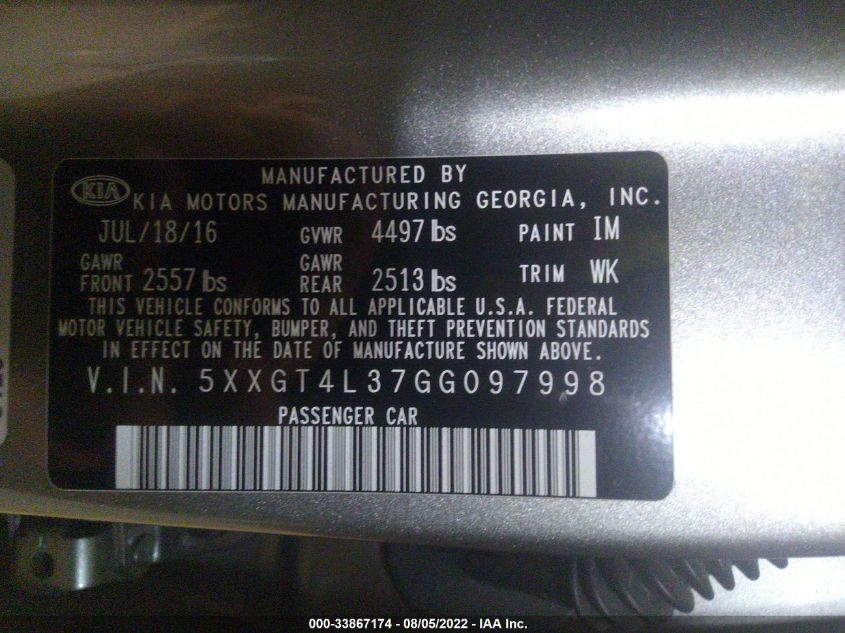 MANUFACTURED BY
KIA KIA MOTORS MANUFACTURING GEORGIA, INC.
JUL/18/16 GVWR 4497 lbs PAINT IM
GAWR FRONT 2557 lbs GAWR REAR 2513 lbs TRIM WK
THIS VEHICLE CONFORMS TO ALL APPLICABLE U.S.A. FEDERAL
MOTOR VEHICLE SAFETY, BUMPER, AND THEFT PREVENTION STANDARDS
IN EFFECT ON THE DATE OF MANUFACTURE SHOWN ABOVE.
V.I.N. 5XXGT4L37GG097998
PASSENGER CAR
000-33867174 - 08/05/2022 - IAA Inc.